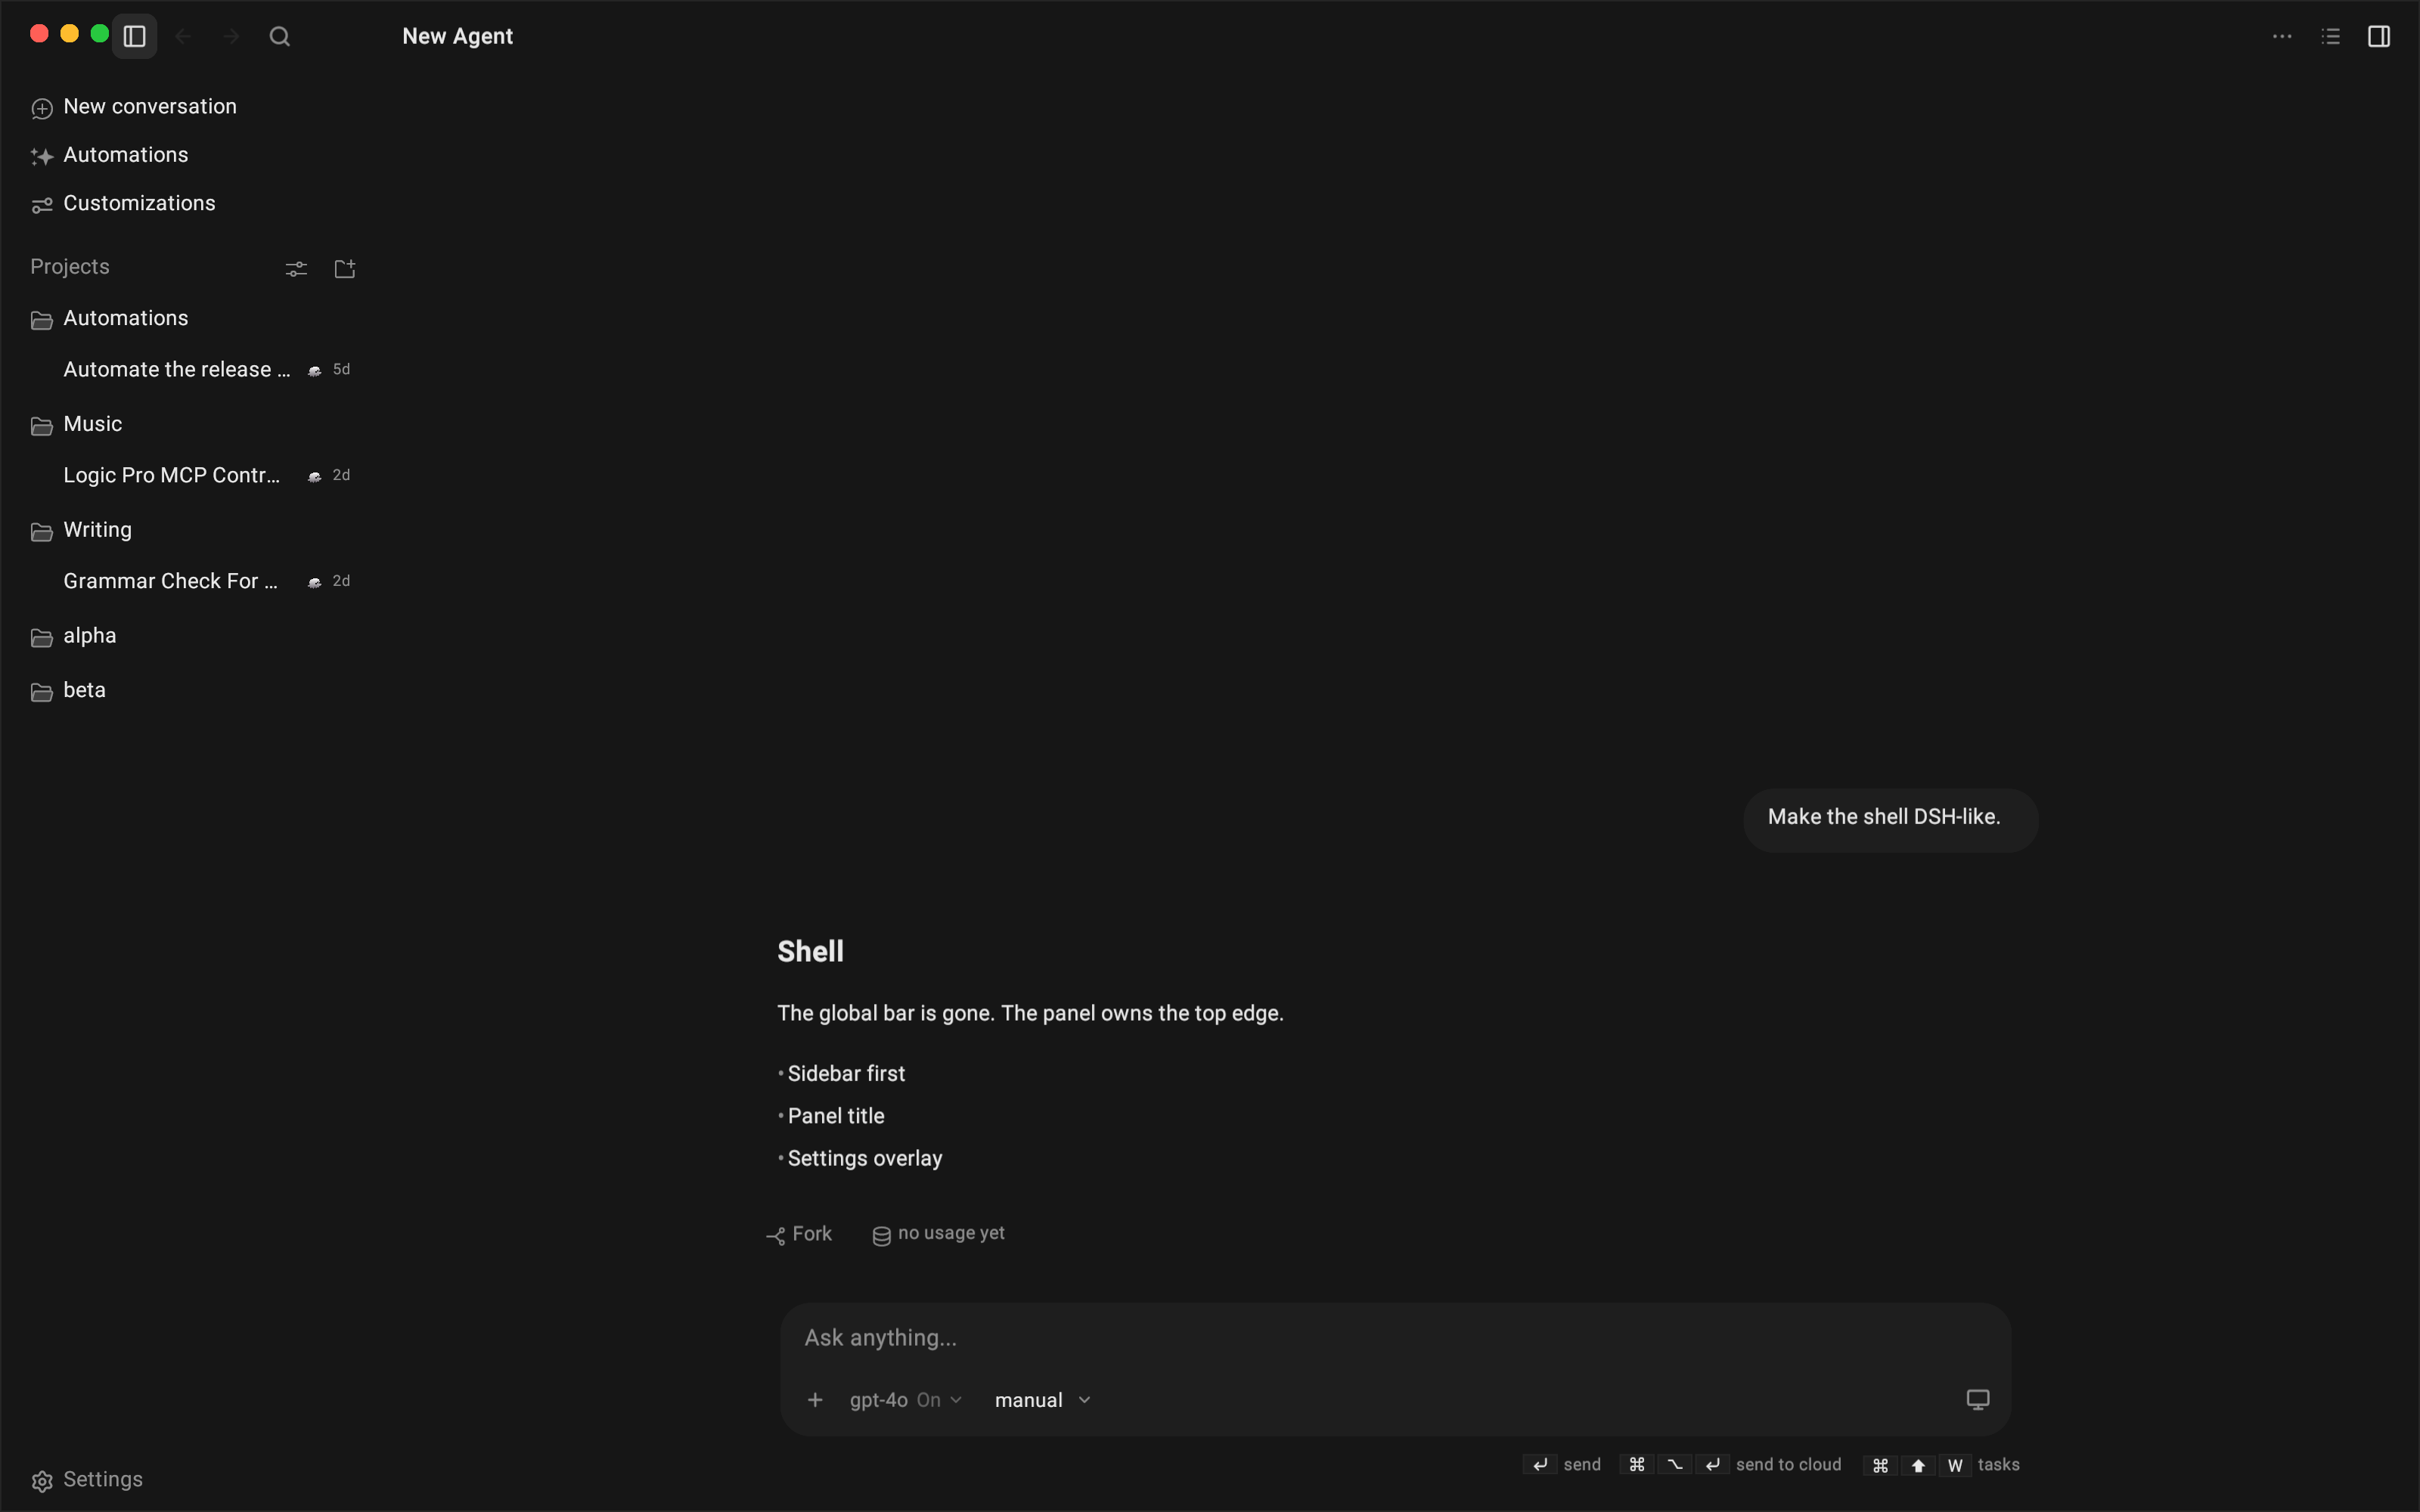 New Agent
New conversation
Automations
Customizations
Projects
Automations
Automate the release ... 5d
Music
Logic Pro MCP Contr... 2d
Writing
Grammar Check For ... 2d
alpha
beta
Make the shell DSH-like.
Shell
The global bar is gone. The panel owns the top edge.
• Sidebar first
• Panel title
• Settings overlay
Fork no usage yet
Ask anything...
gpt-4o On manual
send ⌘ ⌥ send to cloud ⌘ W tasks
Settings